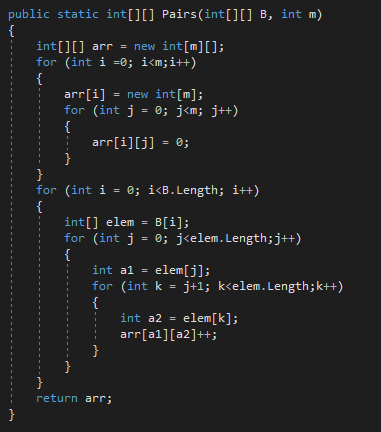 public static int[][] Pairs(int[][] B, int m)
{
    int[][] arr = new int[m][];
    for (int i =0; i<m;i++)
    {
        arr[i] = new int[m];
        for (int j = 0; j<m; j++)
        {
            arr[i][j] = 0;
        }
    }
    for (int i = 0; i<B.Length; i++)
    {
        int[] elem = B[i];
        for (int j = 0; j<elem.Length;j++)
        {
            int a1 = elem[j];
            for (int k = j+1; k<elem.Length;k++)
            {
                int a2 = elem[k];
                arr[a1][a2]++;
            }
        }
    }
    return arr;
}